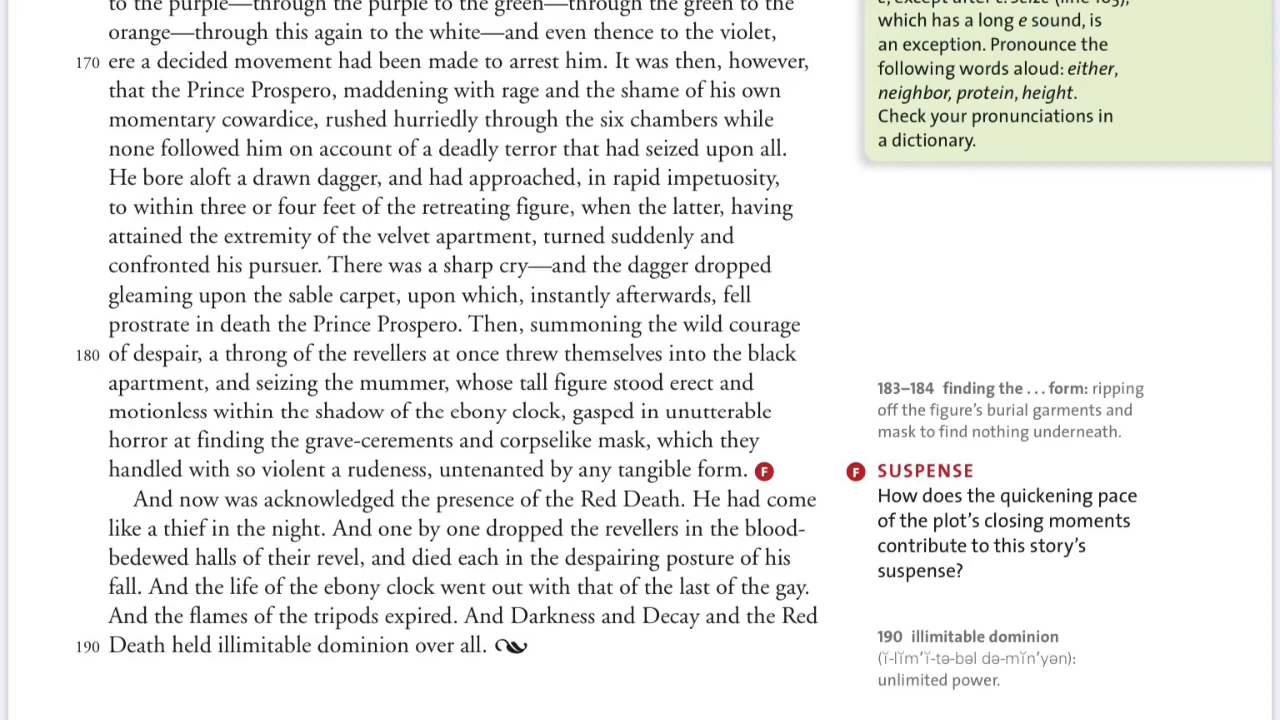 to the purple—through the purple to the green—through the green to the
orange—through this again to the white—and even thence to the violet,
170 ere a decided movement had been made to arrest him. It was then, however,
that the Prince Prospero, maddening with rage and the shame of his own
momentary cowardice, rushed hurriedly through the six chambers while
none followed him on account of a deadly terror that had seized upon all.
He bore aloft a drawn dagger, and had approached, in rapid impetuosity,
to within three or four feet of the retreating figure, when the latter, having
attained the extremity of the velvet apartment, turned suddenly and
confronted his pursuer. There was a sharp cry—and the dagger dropped
gleaming upon the sable carpet, upon which, instantly afterwards, fell
prostrate in death the Prince Prospero. Then, summoning the wild courage
180 of despair, a throng of the revellers at once threw themselves into the black
apartment, and seizing the mummer, whose tall figure stood erect and
motionless within the shadow of the ebony clock, gasped in unutterable
horror at finding the grave-cerements and corpselike mask, which they
handled with so violent a rudeness, untenanted by any tangible form. F
And now was acknowledged the presence of the Red Death. He had come
like a thief in the night. And one by one dropped the revellers in the blood-
bedewed halls of their revel, and died each in the despairing posture of his
fall. And the life of the ebony clock went out with that of the last of the gay.
And the flames of the tripods expired. And Darkness and Decay and the Red
190 Death held illimitable dominion over all.
e, except after c. Seize (line 163),
which has a long e sound, is
an exception. Pronounce the
following words aloud: either,
neighbor, protein, height.
Check your pronunciations in
a dictionary.
183–184 finding the . . . form: ripping
off the figure's burial garments and
mask to find nothing underneath.
F SUSPENSE
How does the quickening pace
of the plot's closing moments
contribute to this story's
suspense?
190 illimitable dominion
(ĭ-lĭm′ĭ-tə-bəl də-mĭn′yən):
unlimited power.